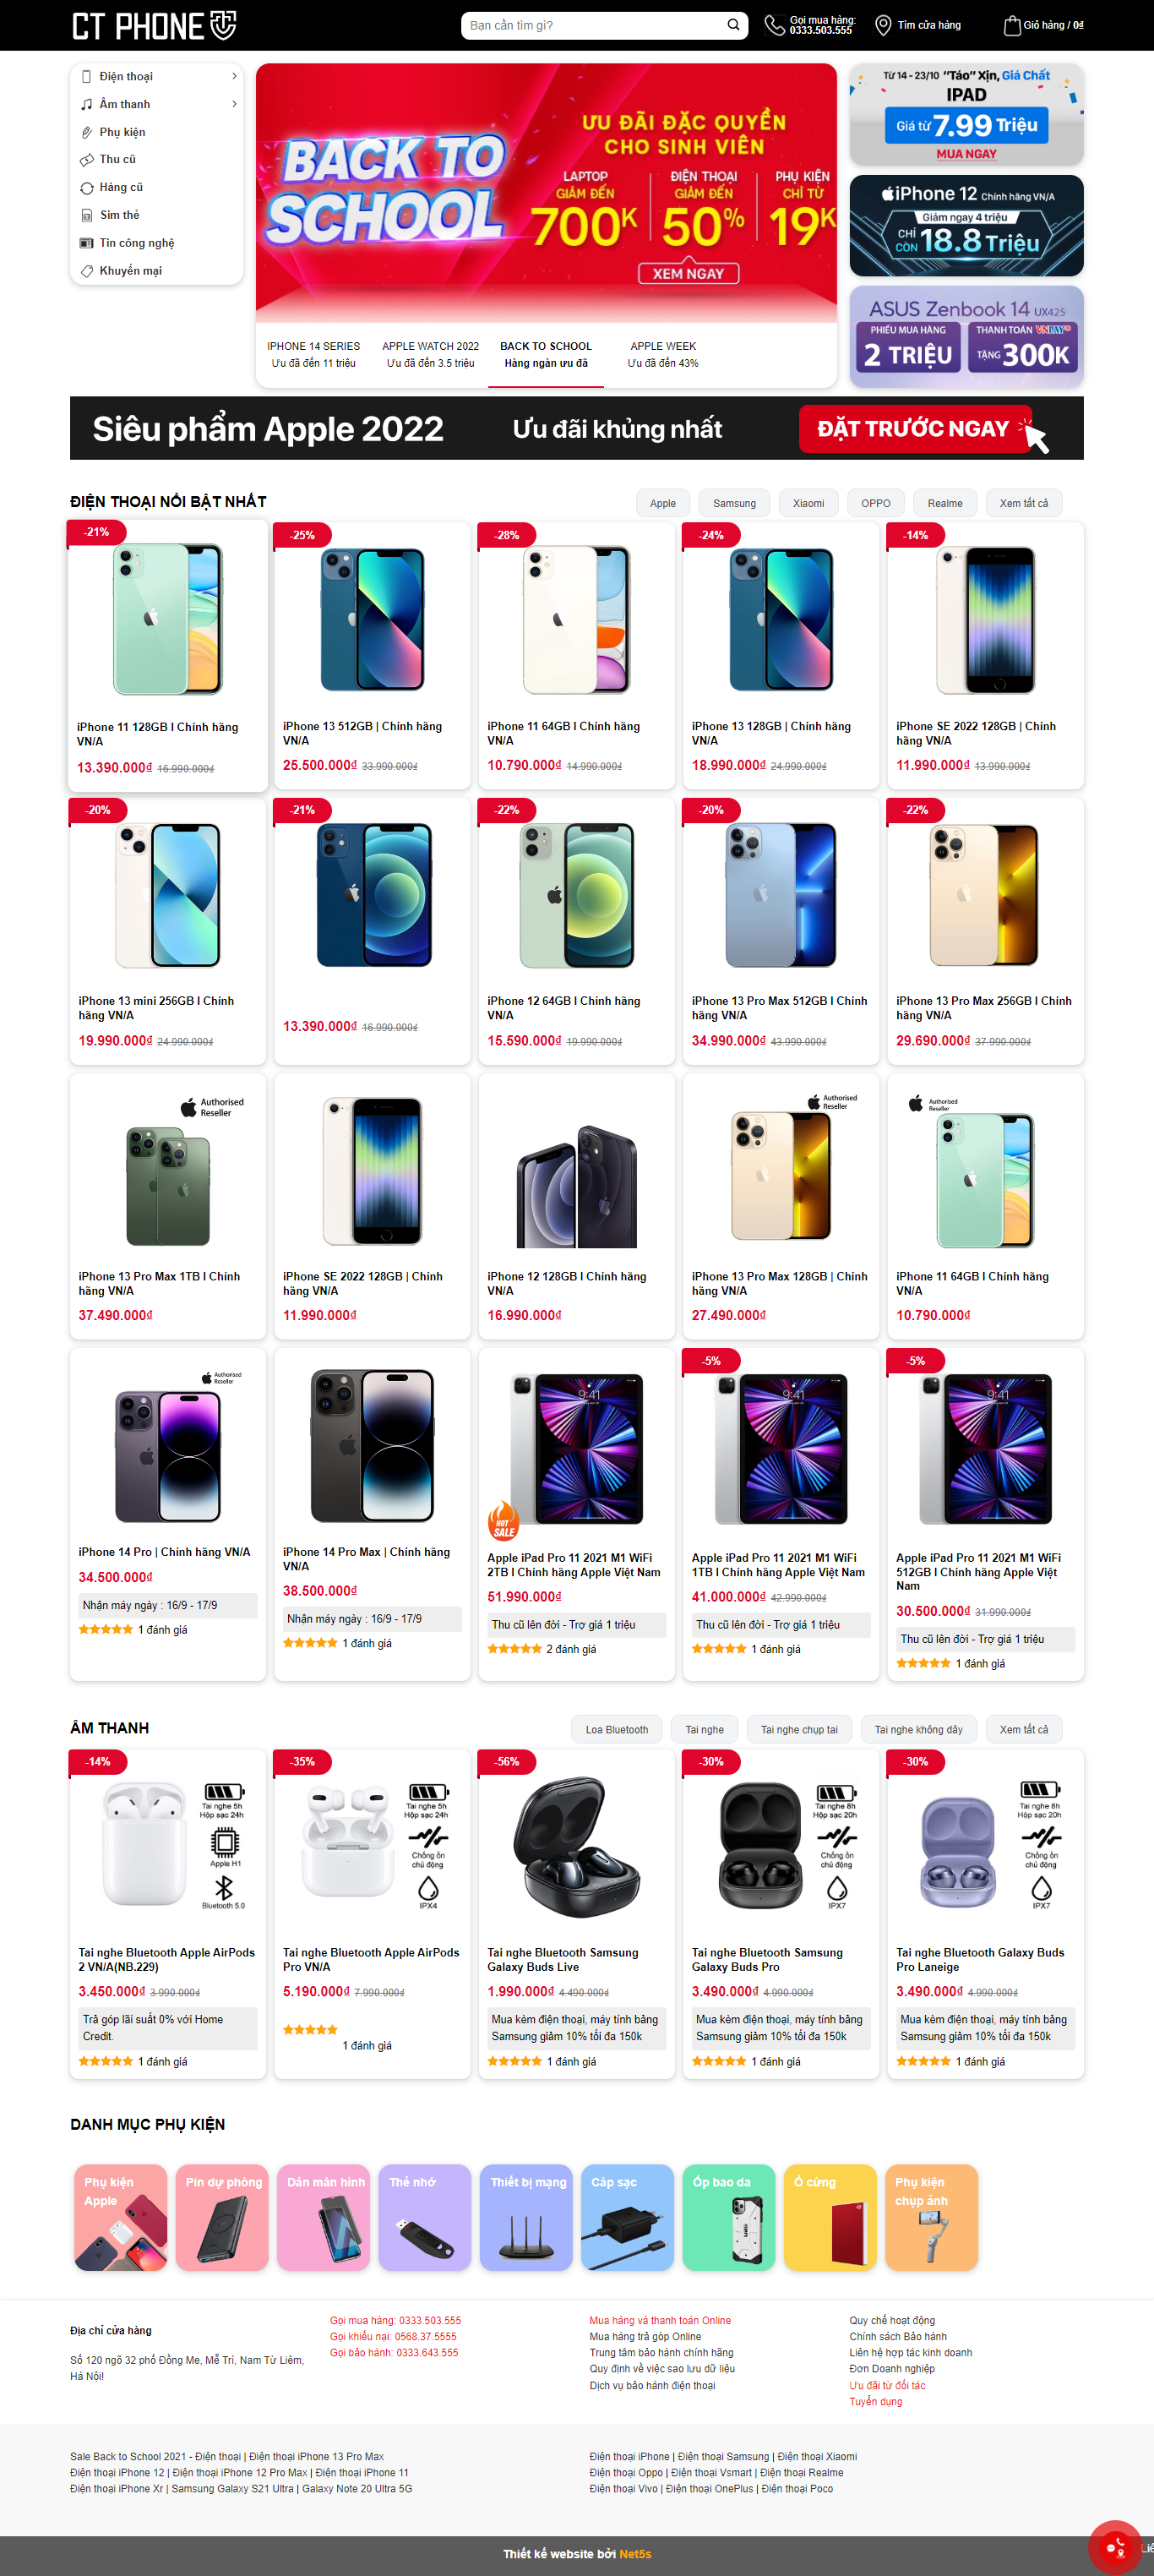 CT PHONE
Bạn cần tìm gì?
Gọi mua hàng:
0333.503.555
Tìm cửa hàng
Giỏ hàng / 0₫
Điện thoại
Âm thanh
Phụ kiện
Thu cũ
Hàng cũ
Sim thẻ
Tin công nghệ
Khuyến mại
BACK TO
SCHOOL
ƯU ĐÃI ĐẶC QUYỀN
CHO SINH VIÊN
LAPTOP
GIẢM ĐẾN
700K
ĐIỆN THOẠI
GIẢM ĐẾN
50%
PHỤ KIỆN
CHỈ TỪ
19K
XEM NGAY
IPHONE 14 SERIES
Ưu đã đến 11 triệu
APPLE WATCH 2022
Ưu đã đến 3.5 triệu
BACK TO SCHOOL
Hàng ngàn ưu đã
APPLE WEEK
Ưu đã đến 43%
Từ 14 - 23/10 “Táo” Xịn, Giá Chất
IPAD
Giá từ 7.99 Triệu
MUA NGAY
iPhone 12 Chính hãng VN/A
Giảm ngay 4 triệu
CHỈ CÒN 18.8 Triệu
ASUS Zenbook 14 UX425
PHIẾU MUA HÀNG
2 TRIỆU
THANH TOÁN VNPAY
TẶNG 300K
Siêu phẩm Apple 2022
Ưu đãi khủng nhất
ĐẶT TRƯỚC NGAY
ĐIỆN THOẠI NỔI BẬT NHẤT
Apple
Samsung
Xiaomi
OPPO
Realme
Xem tất cả
-21%
iPhone 11 128GB I Chính hãng
VN/A
13.390.000₫ 16.990.000₫
-25%
iPhone 13 512GB | Chính hãng
VN/A
25.500.000₫ 33.990.000₫
-28%
iPhone 11 64GB I Chính hãng
VN/A
10.790.000₫ 14.990.000₫
-24%
iPhone 13 128GB | Chính hãng
VN/A
18.990.000₫ 24.990.000₫
-14%
iPhone SE 2022 128GB | Chính
hãng VN/A
11.990.000₫ 13.990.000₫
-20%
iPhone 13 mini 256GB I Chính
hãng VN/A
19.990.000₫ 24.990.000₫
-21%
13.390.000₫ 16.990.000₫
-22%
iPhone 12 64GB I Chính hãng
VN/A
15.590.000₫ 19.990.000₫
-20%
iPhone 13 Pro Max 512GB I Chính
hãng VN/A
34.990.000₫ 43.990.000₫
-22%
iPhone 13 Pro Max 256GB I Chính
hãng VN/A
29.690.000₫ 37.990.000₫
Authorised
Reseller
iPhone 13 Pro Max 1TB I Chính
hãng VN/A
37.490.000₫
iPhone SE 2022 128GB | Chính
hãng VN/A
11.990.000₫
iPhone 12 128GB I Chính hãng
VN/A
16.990.000₫
Authorised
Reseller
iPhone 13 Pro Max 128GB | Chính
hãng VN/A
27.490.000₫
Authorised
Reseller
iPhone 11 64GB I Chính hãng
VN/A
10.790.000₫
Authorised
Reseller
iPhone 14 Pro | Chính hãng VN/A
34.500.000₫
Nhận máy ngày : 16/9 - 17/9
1 đánh giá
iPhone 14 Pro Max | Chính hãng
VN/A
38.500.000₫
Nhận máy ngày : 16/9 - 17/9
1 đánh giá
9:41
HOT
SALE
Apple iPad Pro 11 2021 M1 WiFi
2TB I Chính hãng Apple Việt Nam
51.990.000₫
Thu cũ lên đời - Trợ giá 1 triệu
2 đánh giá
-5%
9:41
Apple iPad Pro 11 2021 M1 WiFi
1TB I Chính hãng Apple Việt Nam
41.000.000₫ 42.990.000₫
Thu cũ lên đời - Trợ giá 1 triệu
1 đánh giá
-5%
9:41
Apple iPad Pro 11 2021 M1 WiFi
512GB I Chính hãng Apple Việt
Nam
30.500.000₫ 31.990.000₫
Thu cũ lên đời - Trợ giá 1 triệu
1 đánh giá
ÂM THANH
Loa Bluetooth
Tai nghe
Tai nghe chụp tai
Tai nghe không dây
Xem tất cả
-14%
Tai nghe 5h
Hộp sạc 24h
Apple H1
Bluetooth 5.0
Tai nghe Bluetooth Apple AirPods
2 VN/A(NB.229)
3.450.000₫ 3.990.000₫
Trả góp lãi suất 0% với Home
Credit.
1 đánh giá
-35%
Tai nghe 5h
Hộp sạc 24h
Chống ồn
chủ động
IPX4
Tai nghe Bluetooth Apple AirPods
Pro VN/A
5.190.000₫ 7.990.000₫
1 đánh giá
-56%
Tai nghe Bluetooth Samsung
Galaxy Buds Live
1.990.000₫ 4.490.000₫
Mua kèm điện thoại, máy tính bảng
Samsung giảm 10% tối đa 150k
1 đánh giá
-30%
Tai nghe 8h
Hộp sạc 20h
Chống ồn
chủ động
IPX7
Tai nghe Bluetooth Samsung
Galaxy Buds Pro
3.490.000₫ 4.990.000₫
Mua kèm điện thoại, máy tính bảng
Samsung giảm 10% tối đa 150k
1 đánh giá
-30%
Tai nghe 8h
Hộp sạc 20h
Chống ồn
chủ động
IPX7
Tai nghe Bluetooth Galaxy Buds
Pro Laneige
3.490.000₫ 4.990.000₫
Mua kèm điện thoại, máy tính bảng
Samsung giảm 10% tối đa 150k
1 đánh giá
DANH MỤC PHỤ KIỆN
Phụ kiện
Apple
Pin dự phòng
Dán màn hình
Thẻ nhớ
Thiết bị mạng
Cáp sạc
Ốp bao da
Ổ cứng
Phụ kiện
chụp ảnh
Địa chỉ cửa hàng
Số 120 ngõ 32 phố Đồng Me, Mễ Trì, Nam Từ Liêm,
Hà Nội!
Gọi mua hàng: 0333.503.555
Gọi khiếu nại: 0568.37.5555
Gọi bảo hành: 0333.643.555
Mua hàng và thanh toán Online
Mua hàng trả góp Online
Trung tâm bảo hành chính hãng
Quy định về việc sao lưu dữ liệu
Dịch vụ bảo hành điện thoại
Quy chế hoạt động
Chính sách Bảo hành
Liên hệ hợp tác kinh doanh
Đơn Doanh nghiệp
Ưu đãi từ đối tác
Tuyển dụng
Sale Back to School 2021 - Điện thoại | Điện thoại iPhone 13 Pro Max
Điện thoại iPhone 12 | Điện thoại iPhone 12 Pro Max | Điện thoại iPhone 11
Điện thoại iPhone Xr | Samsung Galaxy S21 Ultra | Galaxy Note 20 Ultra 5G
Điện thoại iPhone | Điện thoại Samsung | Điện thoại Xiaomi
Điện thoại Oppo | Điện thoại Vsmart | Điện thoại Realme
Điện thoại Vivo | Điện thoại OnePlus | Điện thoại Poco
Thiết kế website bởi Net5s